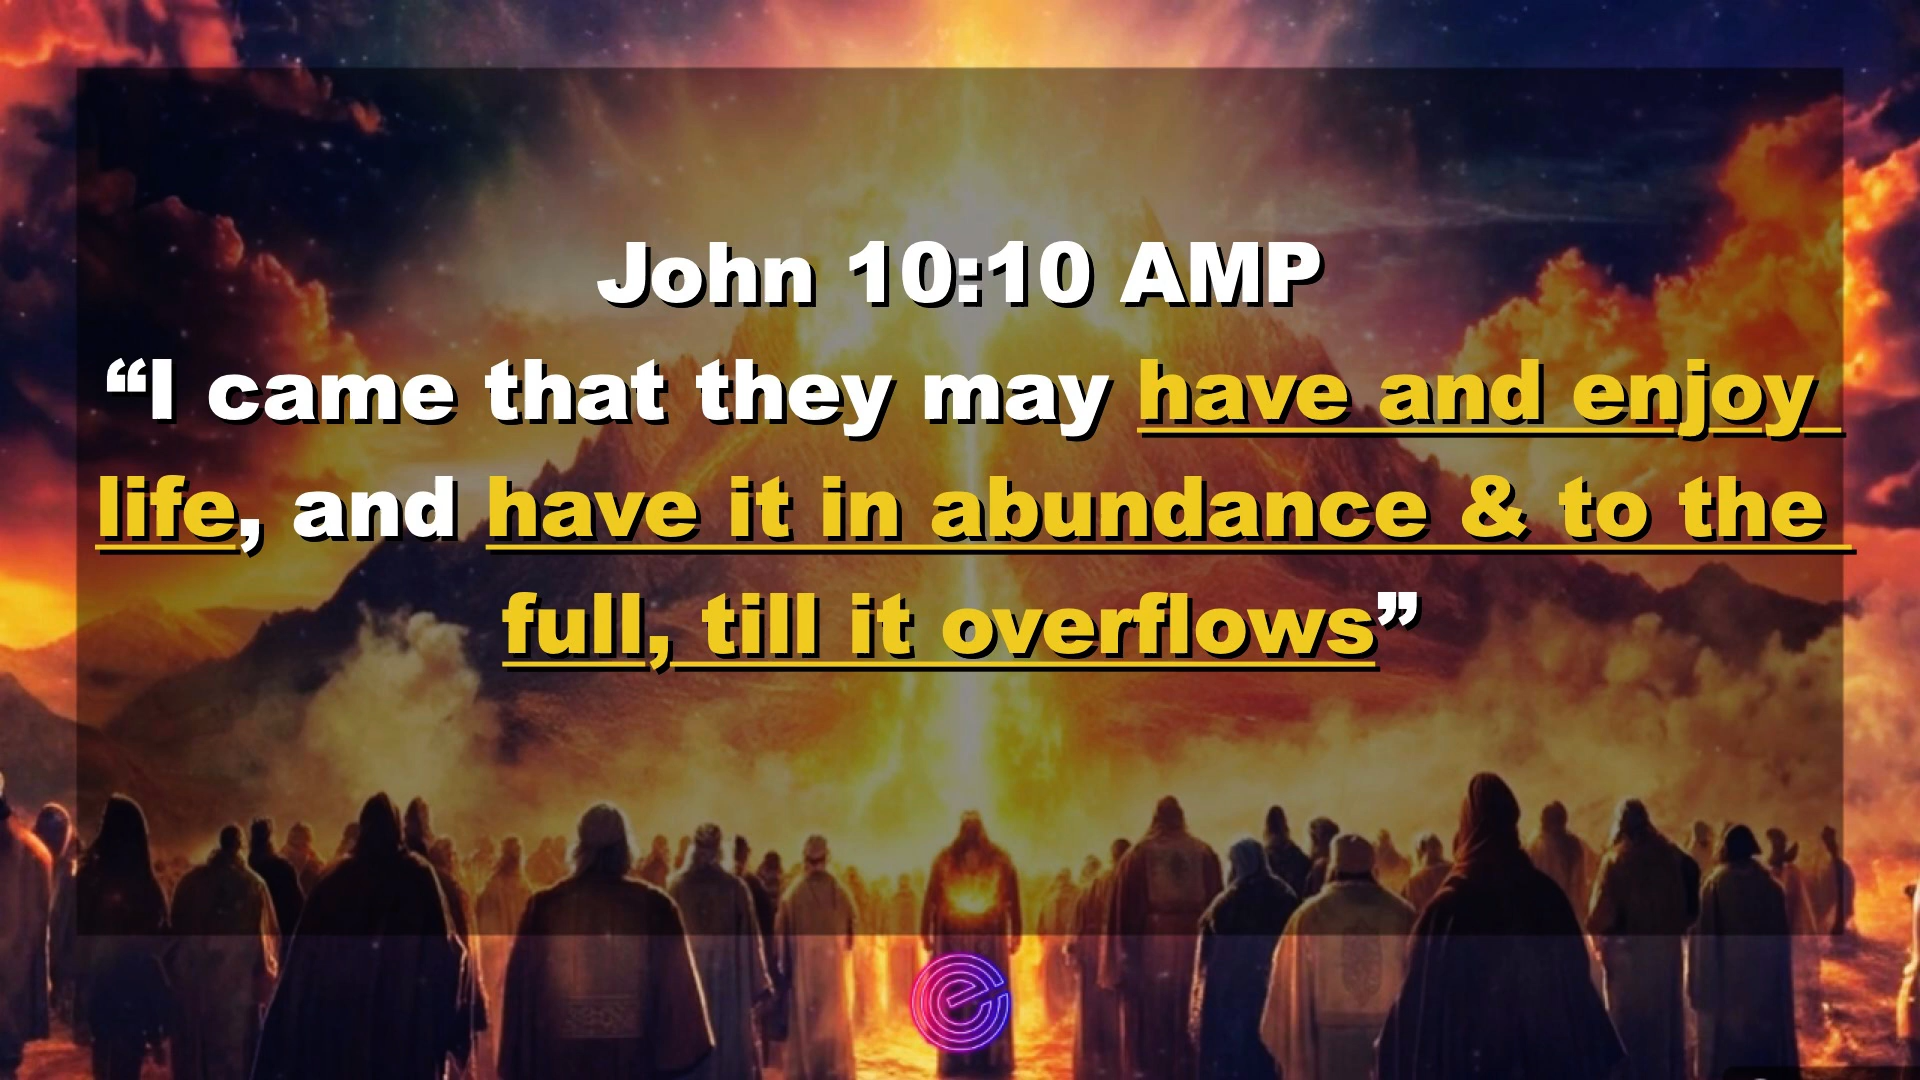 John 10:10 AMP
“I came that they may have and enjoy
life, and have it in abundance & to the
full, till it overflows”